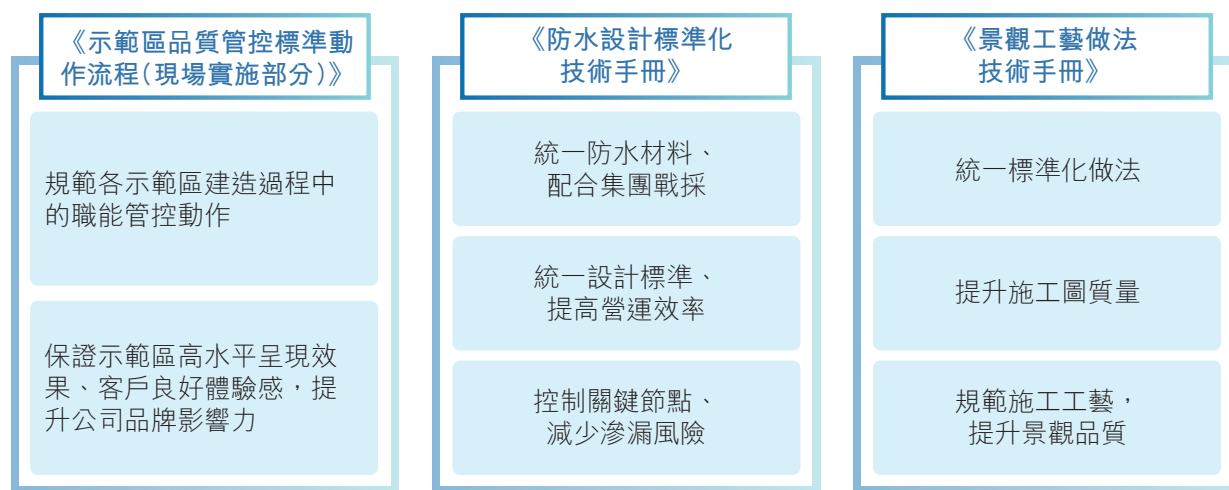 《示範區品質管控標準動
作流程（現場實施部分）》
規範各示範區建造過程中
的職能管控動作
保證示範區高水平呈現效
果、客戶良好體驗感，提
升公司品牌影響力
《防水設計標準化
技術手冊》
統一防水材料、
配合集團戰採
統一設計標準、
提高營運效率
控制關鍵節點、
減少滲漏風險
《景觀工藝做法
技術手冊》
統一標準化做法
提升施工圖質量
規範施工工藝，
提升景觀品質